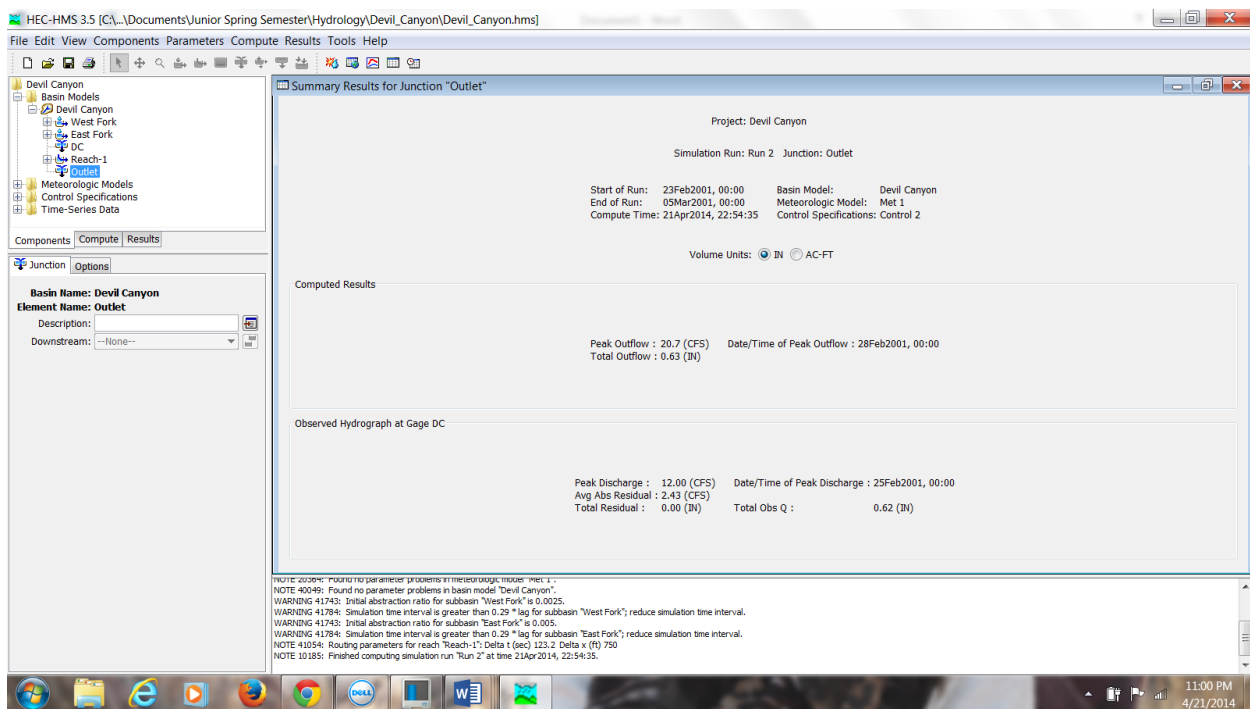 HEC-HMS 3.5 [C:\...\Documents\Junior Spring Semester\Hydrology\Devil_Canyon\Devil_Canyon.hms]
File Edit View Components Parameters Compute Results Tools Help
Devil Canyon
Basin Models
Devil Canyon
West Fork
East Fork
DC
Reach-1
Outlet
Meteorologic Models
Control Specifications
Time-Series Data
Components Compute Results
Junction Options
Basin Name: Devil Canyon
Element Name: Outlet
Description:
Downstream: --None--
Summary Results for Junction "Outlet"
Project: Devil Canyon
Simulation Run: Run 2 Junction: Outlet
Start of Run: 23Feb2001, 00:00 Basin Model: Devil Canyon
End of Run: 05Mar2001, 00:00 Meteorologic Model: Met 1
Compute Time: 21Apr2014, 22:54:35 Control Specifications: Control 2
Volume Units: IN AC-FT
Computed Results
Peak Outflow : 20.7 (CFS) Date/Time of Peak Outflow : 28Feb2001, 00:00
Total Outflow : 0.63 (IN)
Observed Hydrograph at Gage DC
Peak Discharge : 12.00 (CFS) Date/Time of Peak Discharge : 25Feb2001, 00:00
Avg Abs Residual : 2.43 (CFS)
Total Residual : 0.00 (IN) Total Obs Q : 0.62 (IN)
NOTE 20364: Found no parameter problems in meteorologic model "Met 1".
NOTE 40049: Found no parameter problems in basin model "Devil Canyon".
WARNING 41743: Initial abstraction ratio for subbasin "West Fork" is 0.0025.
WARNING 41784: Simulation time interval is greater than 0.29 * lag for subbasin "West Fork"; reduce simulation time interval.
WARNING 41743: Initial abstraction ratio for subbasin "East Fork" is 0.005.
WARNING 41784: Simulation time interval is greater than 0.29 * lag for subbasin "East Fork"; reduce simulation time interval.
NOTE 41054: Routing parameters for reach "Reach-1": Delta t (sec) 123.2 Delta x (ft) 750
NOTE 10185: Finished computing simulation run "Run 2" at time 21Apr2014, 22:54:35.
DELL
11:00 PM
4/21/2014